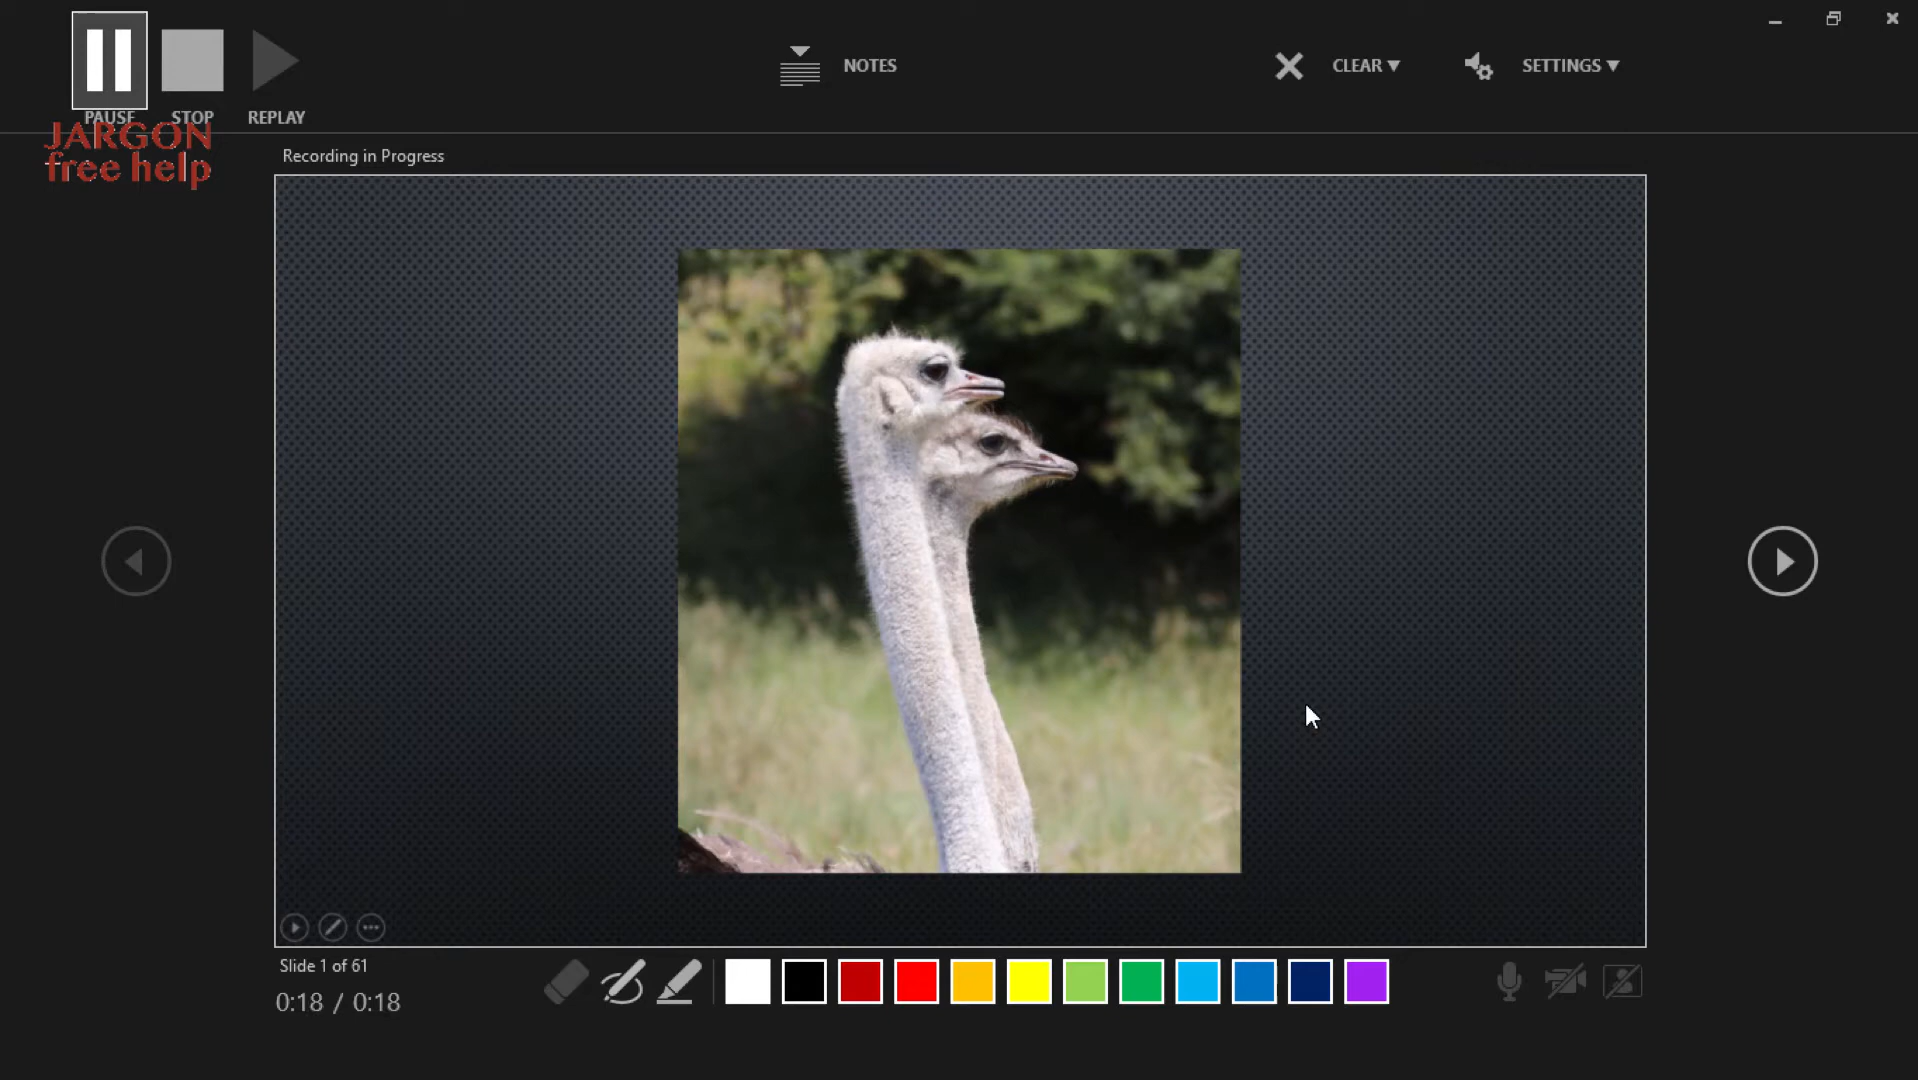 PAUSE
STOP
REPLAY
NOTES
CLEAR
SETTINGS
JARGON
free help
Recording in Progress
Slide 1 of 61
0:18 / 0:18